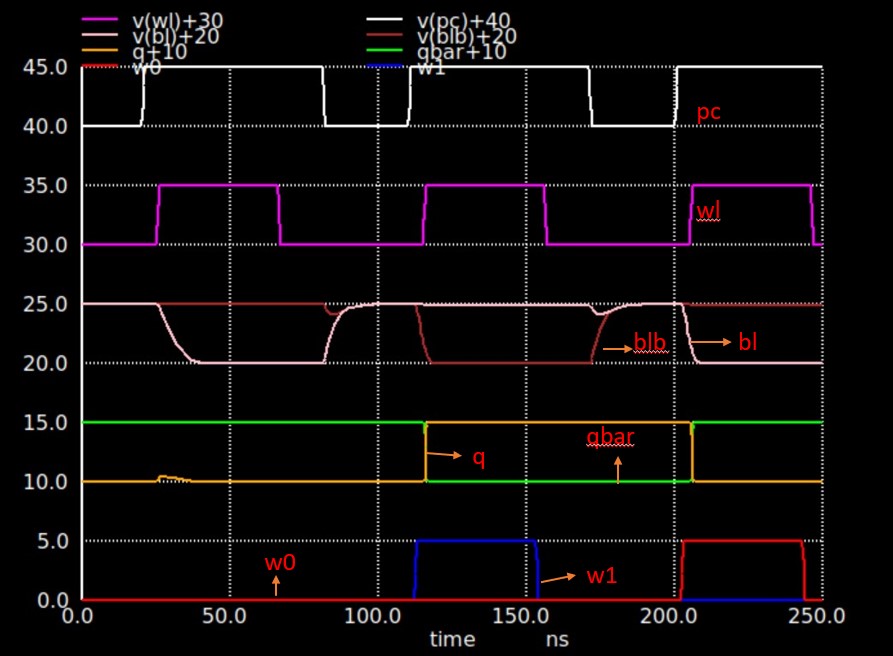 v(wl)+30 v(pc)+40
v(bl)+20 v(blb)+20
q+10 qbar+10
w0 w1
45.0
pc
40.0
35.0
wl
30.0
25.0
blb bl
20.0
15.0
qbar
q
10.0
5.0
w0
w1
0.0
0.0 50.0 100.0 150.0 200.0 250.0
time ns